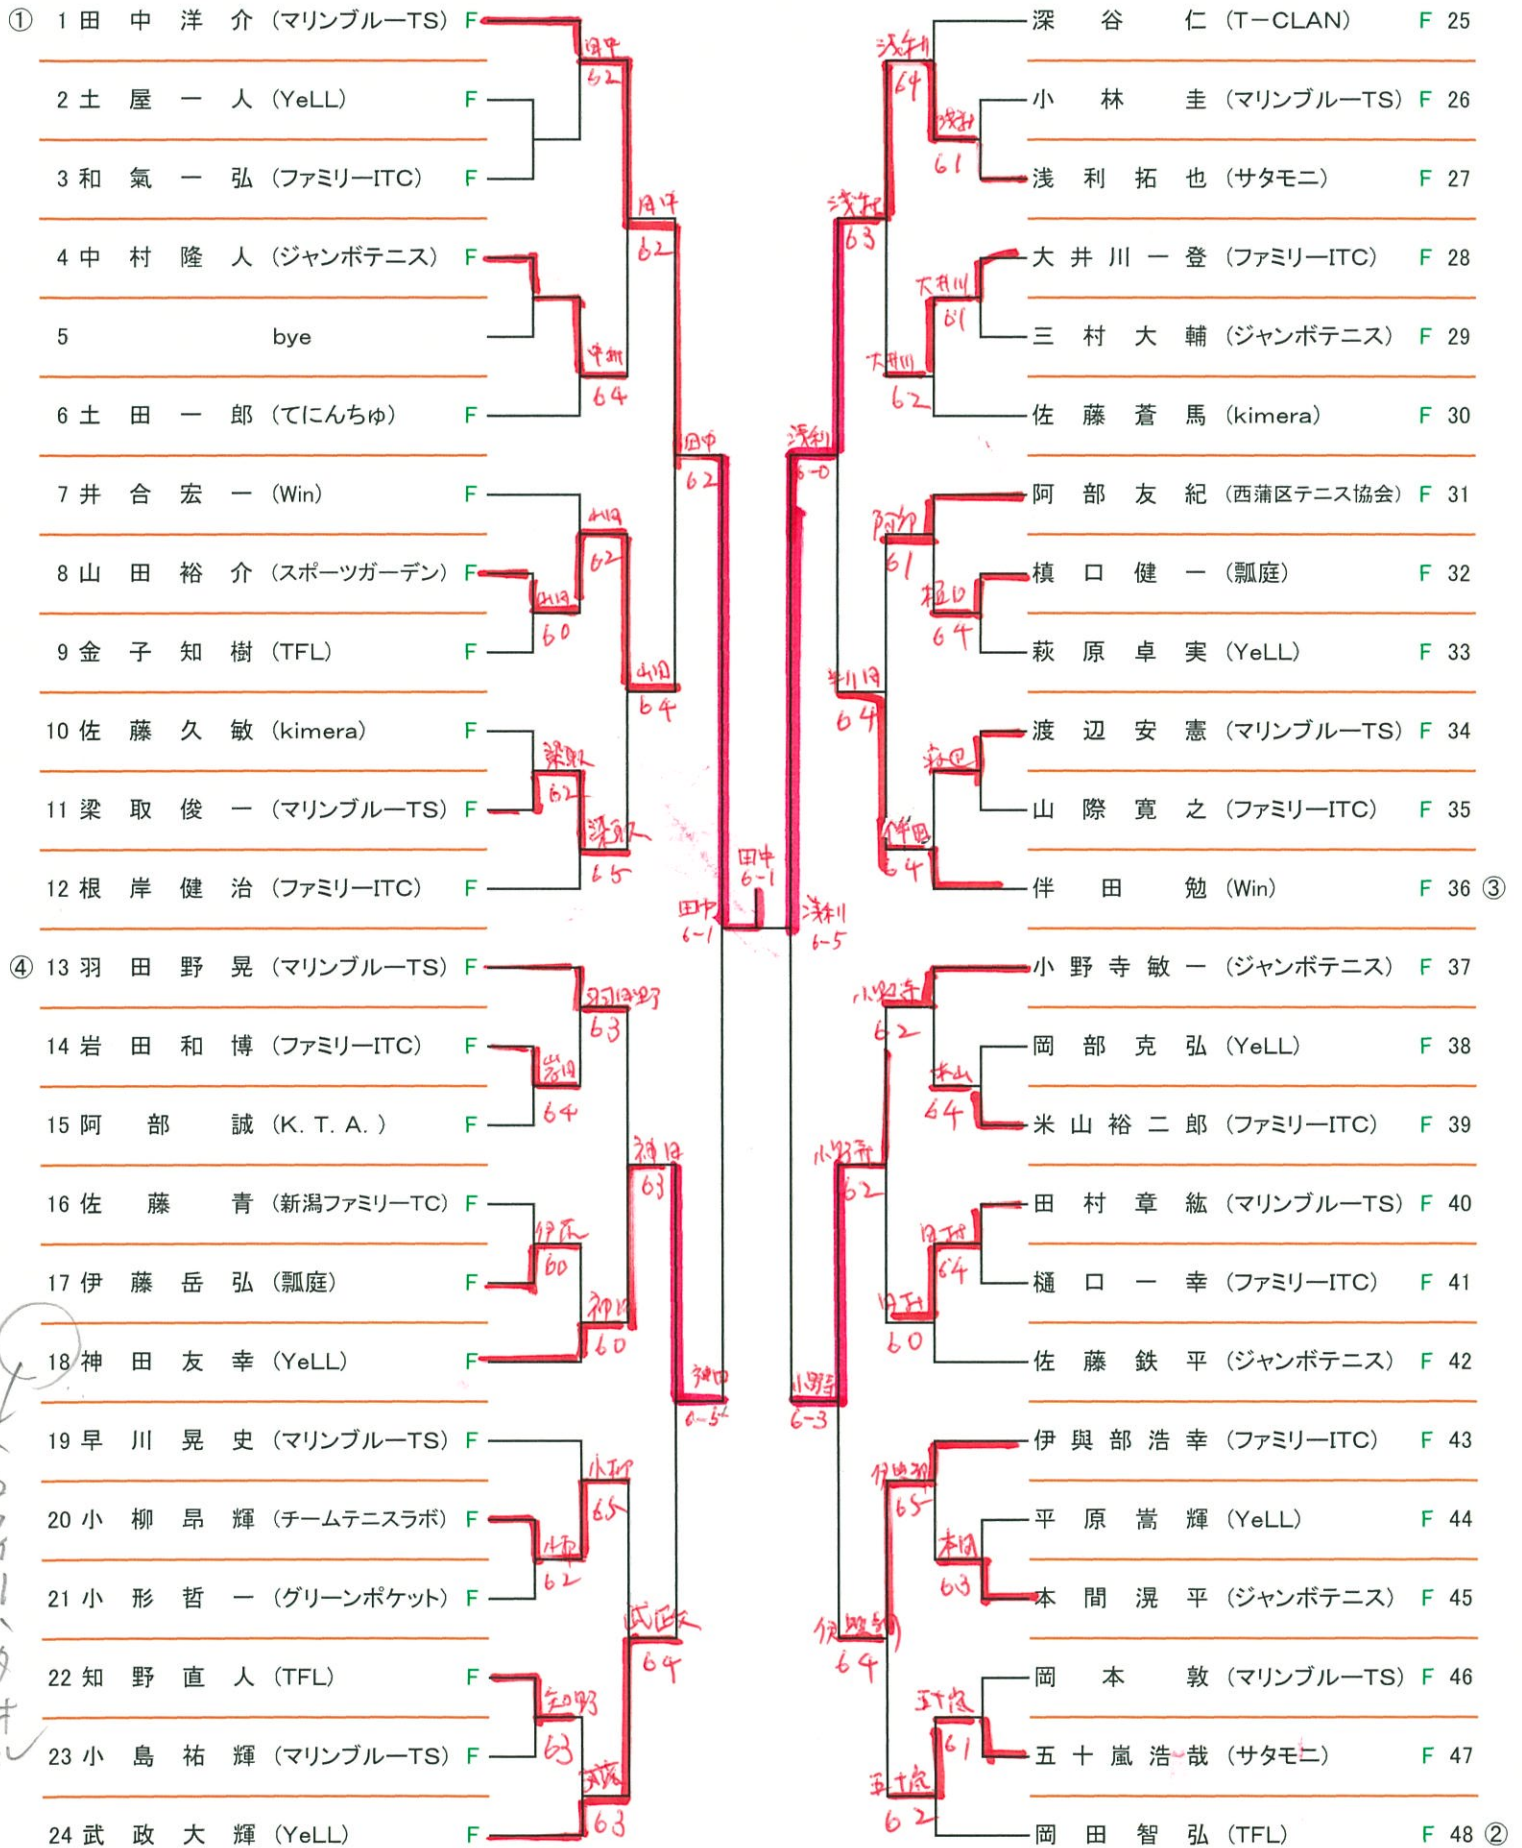 ① 1 田中洋介 (マリンブルーTS) F
2 土屋一人 (YeLL) F
3 和氣一弘 (ファミリーITC) F
4 中村隆人 (ジャンボテニス) F
5 bye
6 土田一郎 (てにんちゅ) F
7 井合宏一 (Win) F
8 山田裕介 (スポーツガーデン) F
9 金子知樹 (TFL) F
10 佐藤久敏 (kimera) F
11 梁取俊一 (マリンブルーTS) F
12 根岸健治 (ファミリーITC) F
④ 13 羽田野晃 (マリンブルーTS) F
14 岩田和博 (ファミリーITC) F
15 阿部誠 (K.T.A.) F
16 佐藤青 (新潟ファミリーTC) F
17 伊藤岳弘 (瓢庭) F
18 神田友幸 (YeLL) F
19 早川晃史 (マリンブルーTS) F
20 小柳昂輝 (チームテニスラボ) F
21 小形哲一 (グリーンポケット) F
22 知野直人 (TFL) F
23 小島祐輝 (マリンブルーTS) F
24 武政大輝 (YeLL) F
田中
62
中村
64
山田
62
山田
60
梁取
62
梁取
65
田中
62
山田
64
田中
62
羽田野
63
岩田
64
伊藤
60
神田
60
小柳
65
小柳
62
知野
63
63
神田
63
武政
64
神田
6-5
田中
6-1
田中
6-1
浅利
6-5
浅利
6-0
小野寺
6-3
浅利
63
64
小野寺
62
伊與部
64
浅利
64
浅利
61
大井川
61
大井川
62
阿部
61
植口
64
伴田
64
小野寺
62
米山
64
田村
64
田村
60
伊與部
65
本間
63
五十嵐
61
五十嵐
62
深谷仁 (T-CLAN) F 25
小林圭 (マリンブルーTS) F 26
浅利拓也 (サタモニ) F 27
大井川一登 (ファミリーITC) F 28
三村大輔 (ジャンボテニス) F 29
佐藤蒼馬 (kimera) F 30
阿部友紀 (西蒲区テニス協会) F 31
槙口健一 (瓢庭) F 32
萩原卓実 (YeLL) F 33
渡辺安憲 (マリンブルーTS) F 34
山際寛之 (ファミリーITC) F 35
伴田勉 (Win) F 36 ③
小野寺敏一 (ジャンボテニス) F 37
岡部克弘 (YeLL) F 38
米山裕二郎 (ファミリーITC) F 39
田村章紘 (マリンブルーTS) F 40
樋口一幸 (ファミリーITC) F 41
佐藤鉄平 (ジャンボテニス) F 42
伊與部浩幸 (ファミリーITC) F 43
平原嵩輝 (YeLL) F 44
本間滉平 (ジャンボテニス) F 45
岡本敦 (マリンブルーTS) F 46
五十嵐浩哉 (サタモニ) F 47
岡田智弘 (TFL) F 48 ②